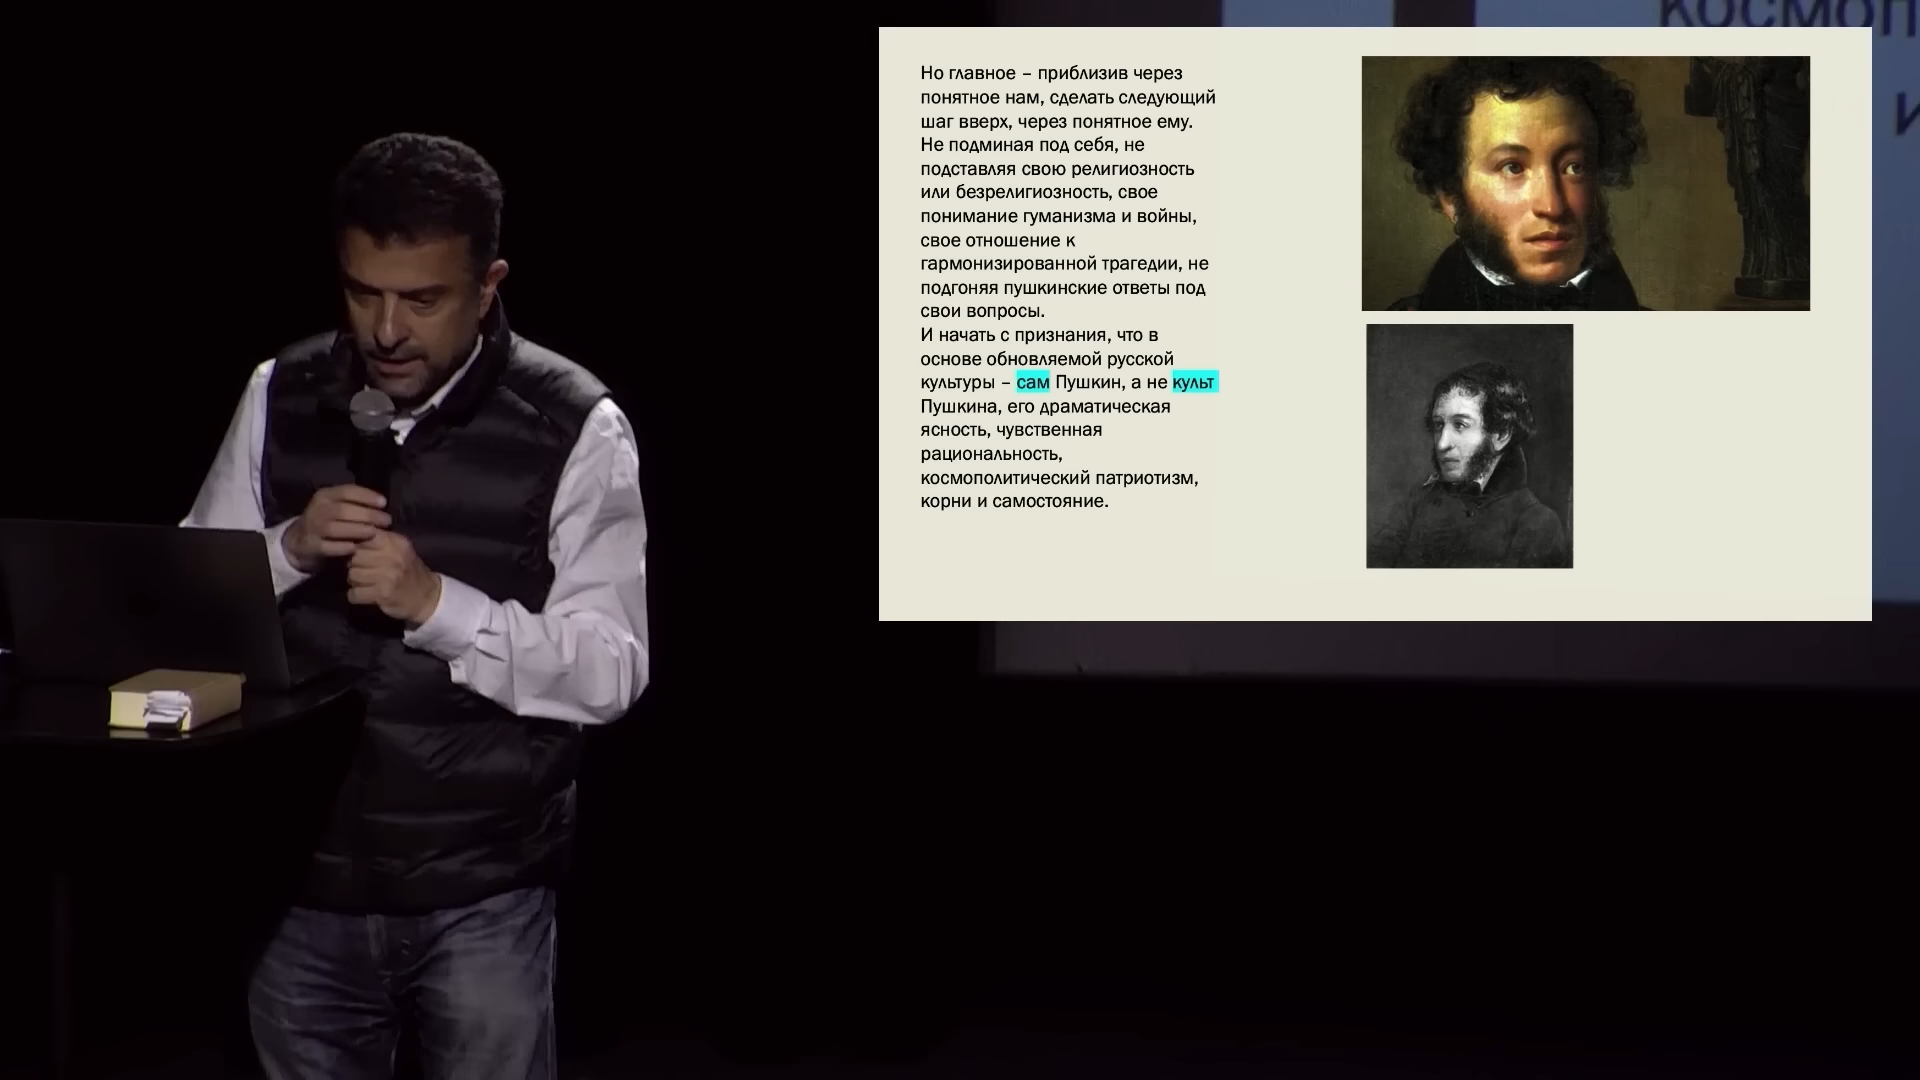 Но главное – приблизив через
понятное нам, сделать следующий
шаг вверх, через понятное ему.
Не подминая под себя, не
подставляя свою религиозность
или безрелигиозность, свое
понимание гуманизма и войны,
свое отношение к
гармонизированной трагедии, не
подгоняя пушкинские ответы под
свои вопросы.
И начать с признания, что в
основе обновляемой русской
культуры – сам Пушкин, а не культ
Пушкина, его драматическая
ясность, чувственная
рациональность,
космополитический патриотизм,
корни и самостояние.